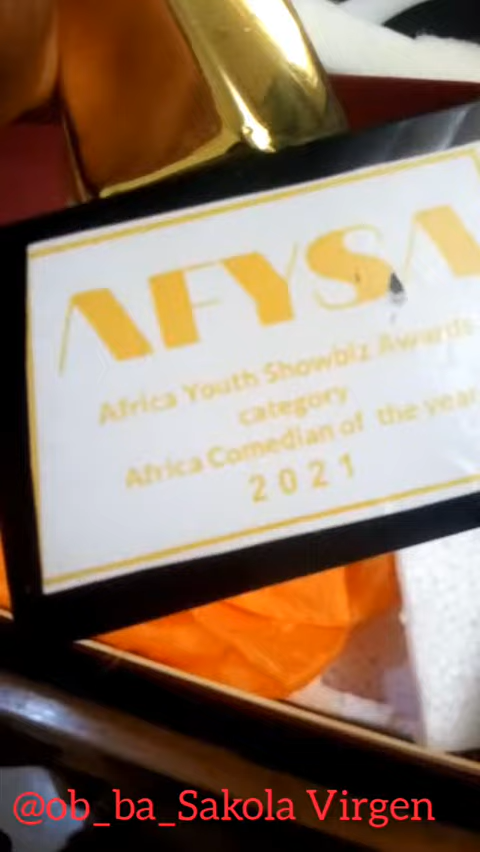 AFYSA
Africa Youth Showbiz Awards
category
Africa Comedian of the year
2021
@ob_ba_Sakola Virgen